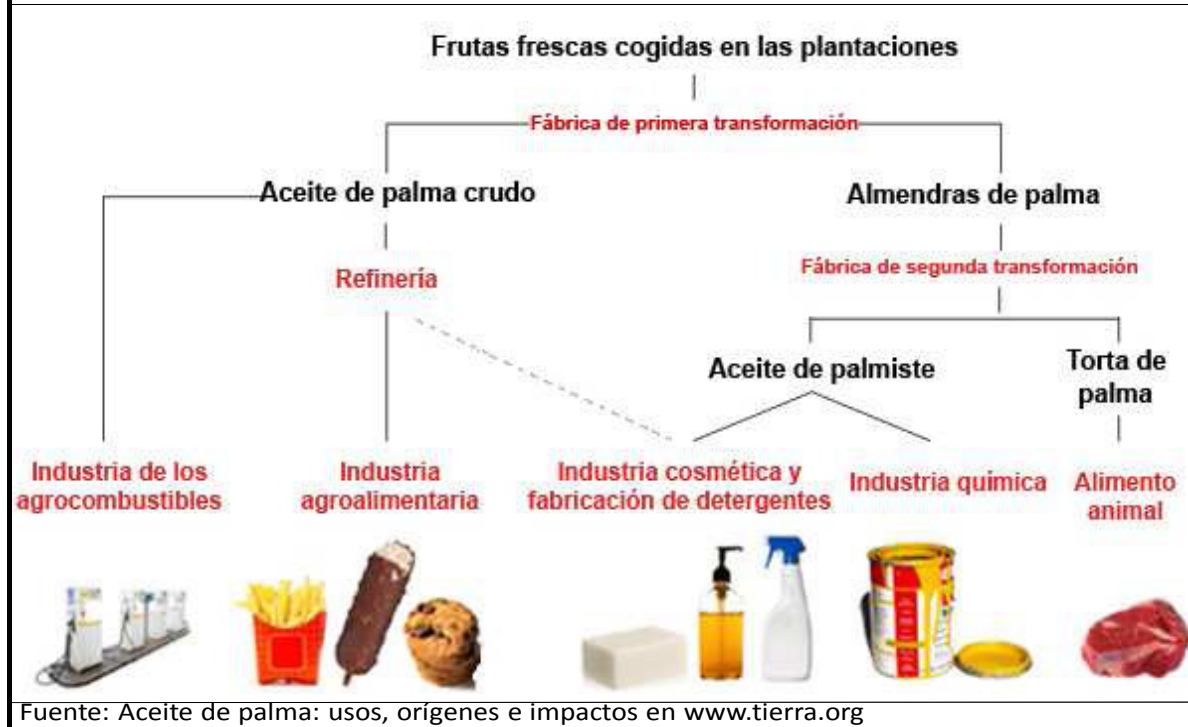 Frutas frescas cogidas en las plantaciones
Fábrica de primera transformación
Aceite de palma crudo
Almendras de palma
Refinería
Fábrica de segunda transformación
Aceite de palmiste
Torta de
palma
Industria de los
agrocombustibles
Industria
agroalimentaria
Industria cosmética y
fabricación de detergentes
Industria química
Alimento
animal
Fuente: Aceite de palma: usos, orígenes e impactos en www.tierra.org